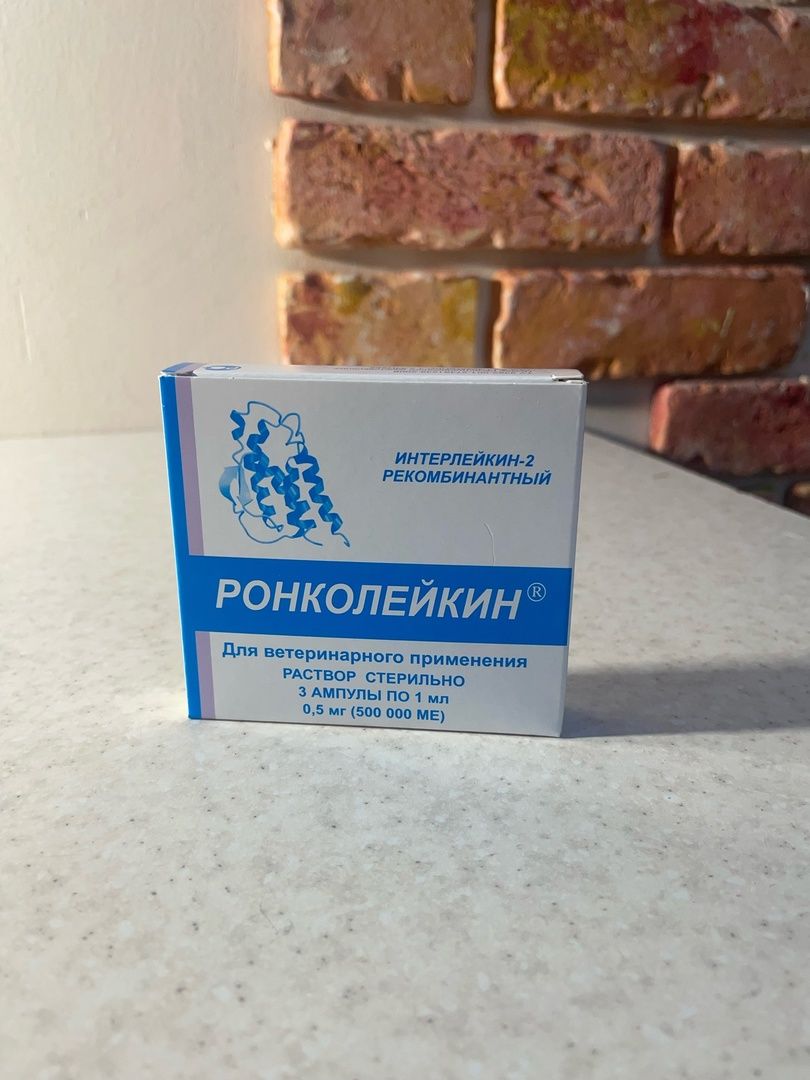 ИНТЕРЛЕЙКИН-2
РЕКОМБИНАНТНЫЙ
РОНКОЛЕЙКИН®
Для ветеринарного применения
РАСТВОР СТЕРИЛЬНО
3 АМПУЛЫ ПО 1 мл
0,5 мг (500 000 МЕ)